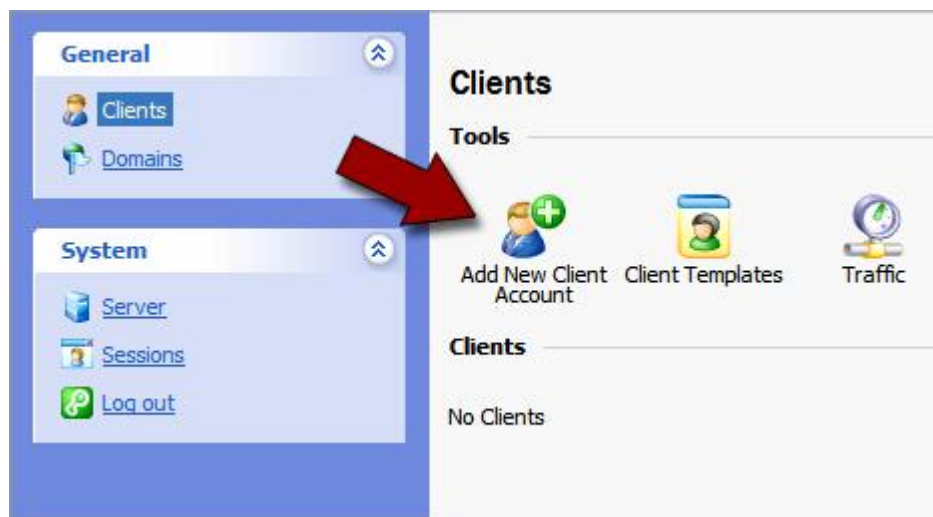 General
Clients
Domains
System
Server
Sessions
Log out
Clients
Tools
Add New Client
Account
Client Templates
Traffic
Clients
No Clients